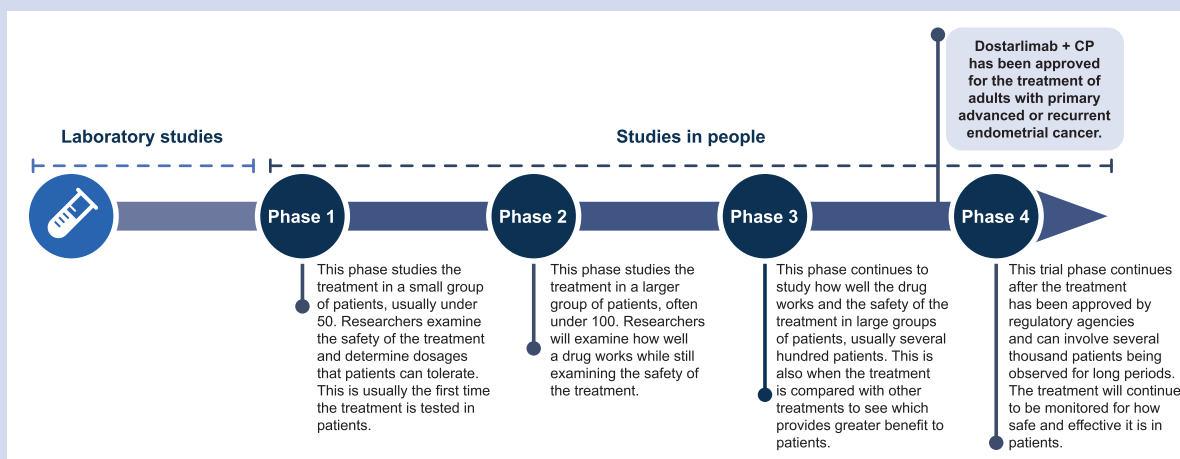 Dostarlimab + CP
has been approved
for the treatment of
adults with primary
advanced or recurrent
endometrial cancer.
Laboratory studies
Studies in people
Phase 1
Phase 2
Phase 3
Phase 4
This phase studies the
treatment in a small group
of patients, usually under
50. Researchers examine
the safety of the treatment
and determine dosages
that patients can tolerate.
This is usually the first time
the treatment is tested in
patients.
This phase studies the
treatment in a larger
group of patients, often
under 100. Researchers
will examine how well
a drug works while still
examining the safety of
the treatment.
This phase continues to
study how well the drug
works and the safety of the
treatment in large groups
of patients, usually several
hundred patients. This is
also when the treatment
is compared with other
treatments to see which
provides greater benefit to
patients.
This trial phase continues
after the treatment
has been approved by
regulatory agencies
and can involve several
thousand patients being
observed for long periods.
The treatment will continue
to be monitored for how
safe and effective it is in
patients.